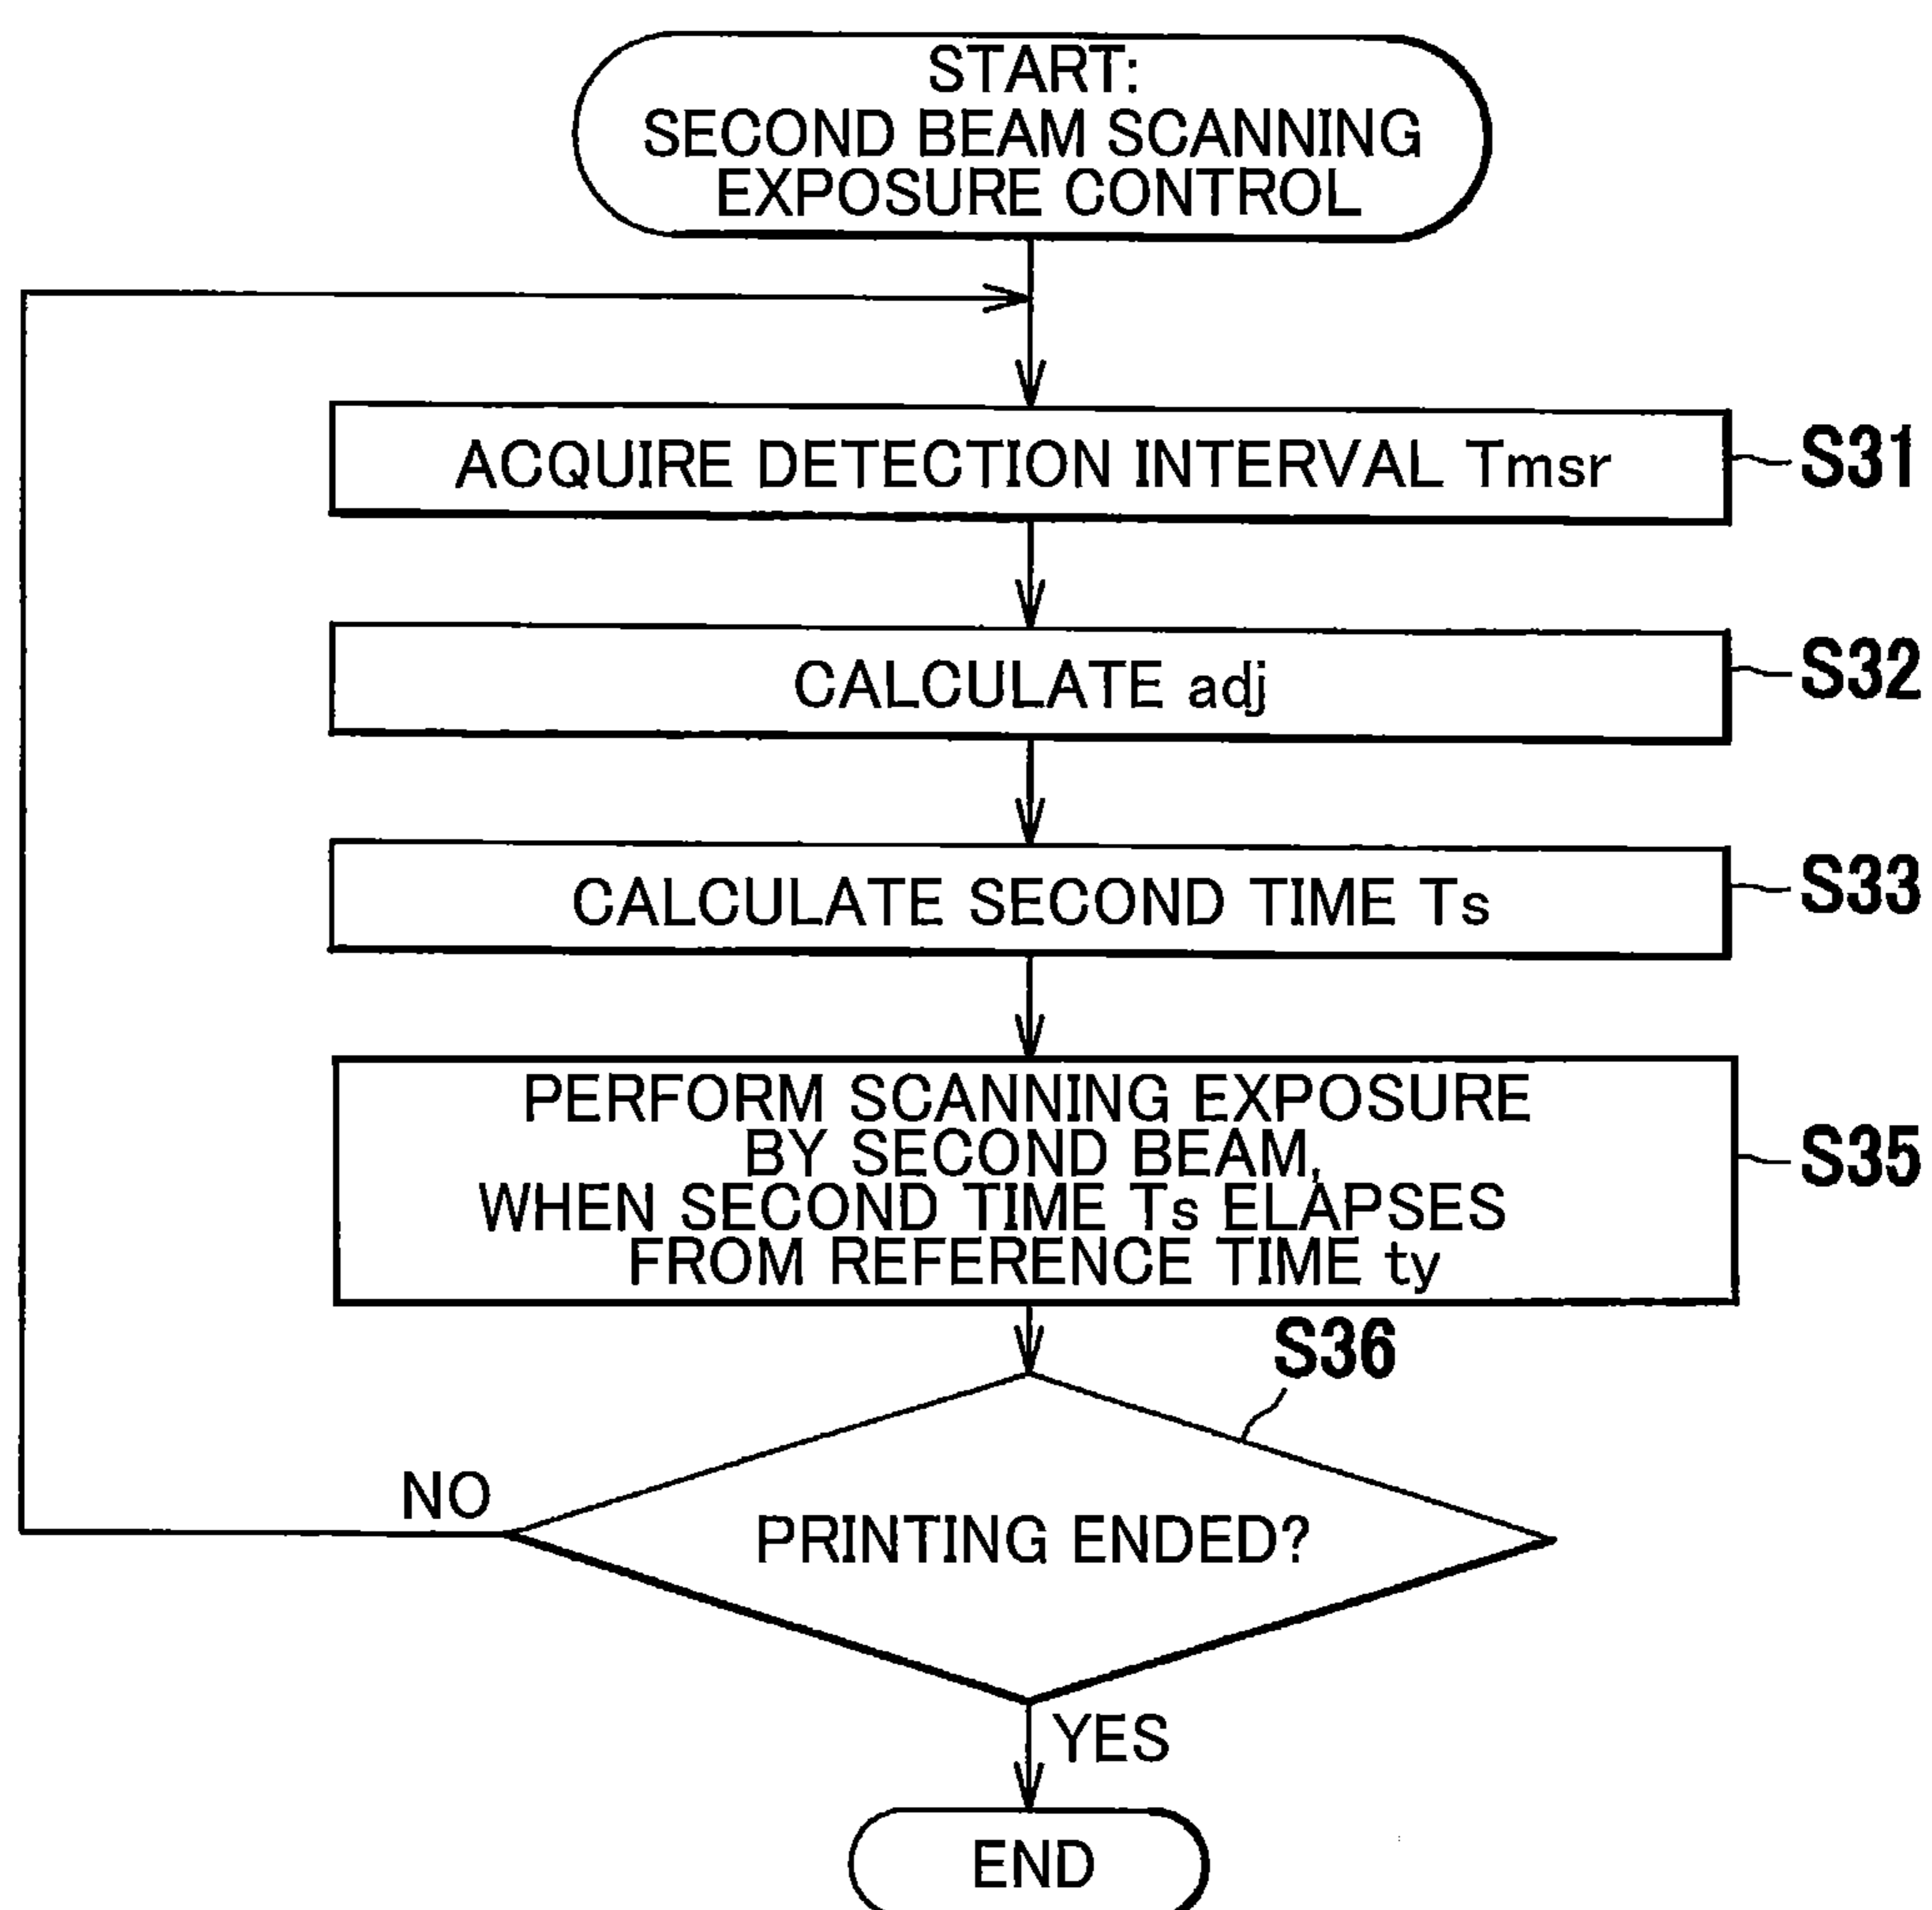 START:
SECOND BEAM SCANNING
EXPOSURE CONTROL
ACQUIRE DETECTION INTERVAL Tmsr
S31
CALCULATE adj
S32
CALCULATE SECOND TIME Ts
S33
PERFORM SCANNING EXPOSURE
BY SECOND BEAM,
WHEN SECOND TIME Ts ELAPSES
FROM REFERENCE TIME ty
S35
S36
NO
PRINTING ENDED?
YES
END